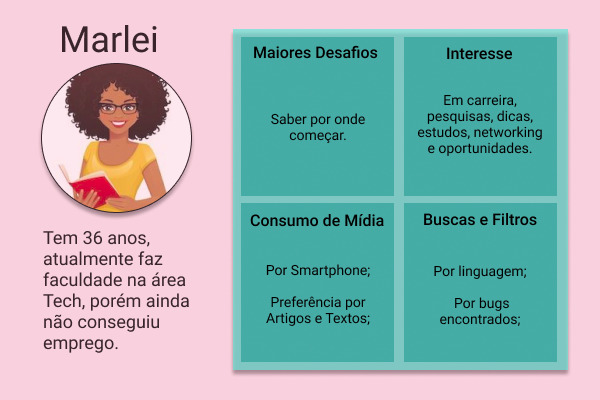 Marlei
Tem 36 anos,
atualmente faz
faculdade na área
Tech, porém ainda
não conseguiu
emprego.
Maiores Desafios
Saber por onde
começar.
Interesse
Em carreira,
pesquisas, dicas,
estudos, networking
e oportunidades.
Consumo de Mídia
Por Smartphone;
Preferência por
Artigos e Textos;
Buscas e Filtros
Por linguagem;
Por bugs
encontrados;